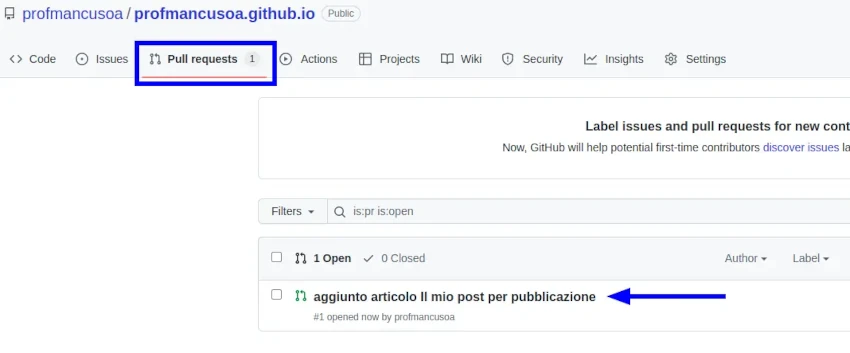 profmancusoa / profmancusoa.github.io Public
Code Issues Pull requests 1 Actions Projects Wiki Security Insights Settings
Label issues and pull requests for new cont
Now, GitHub will help potential first-time contributors discover issues la
Filters is:pr is:open
1 Open 0 Closed Author Label
aggiunto articolo Il mio post per pubblicazione
#1 opened now by profmancusoa